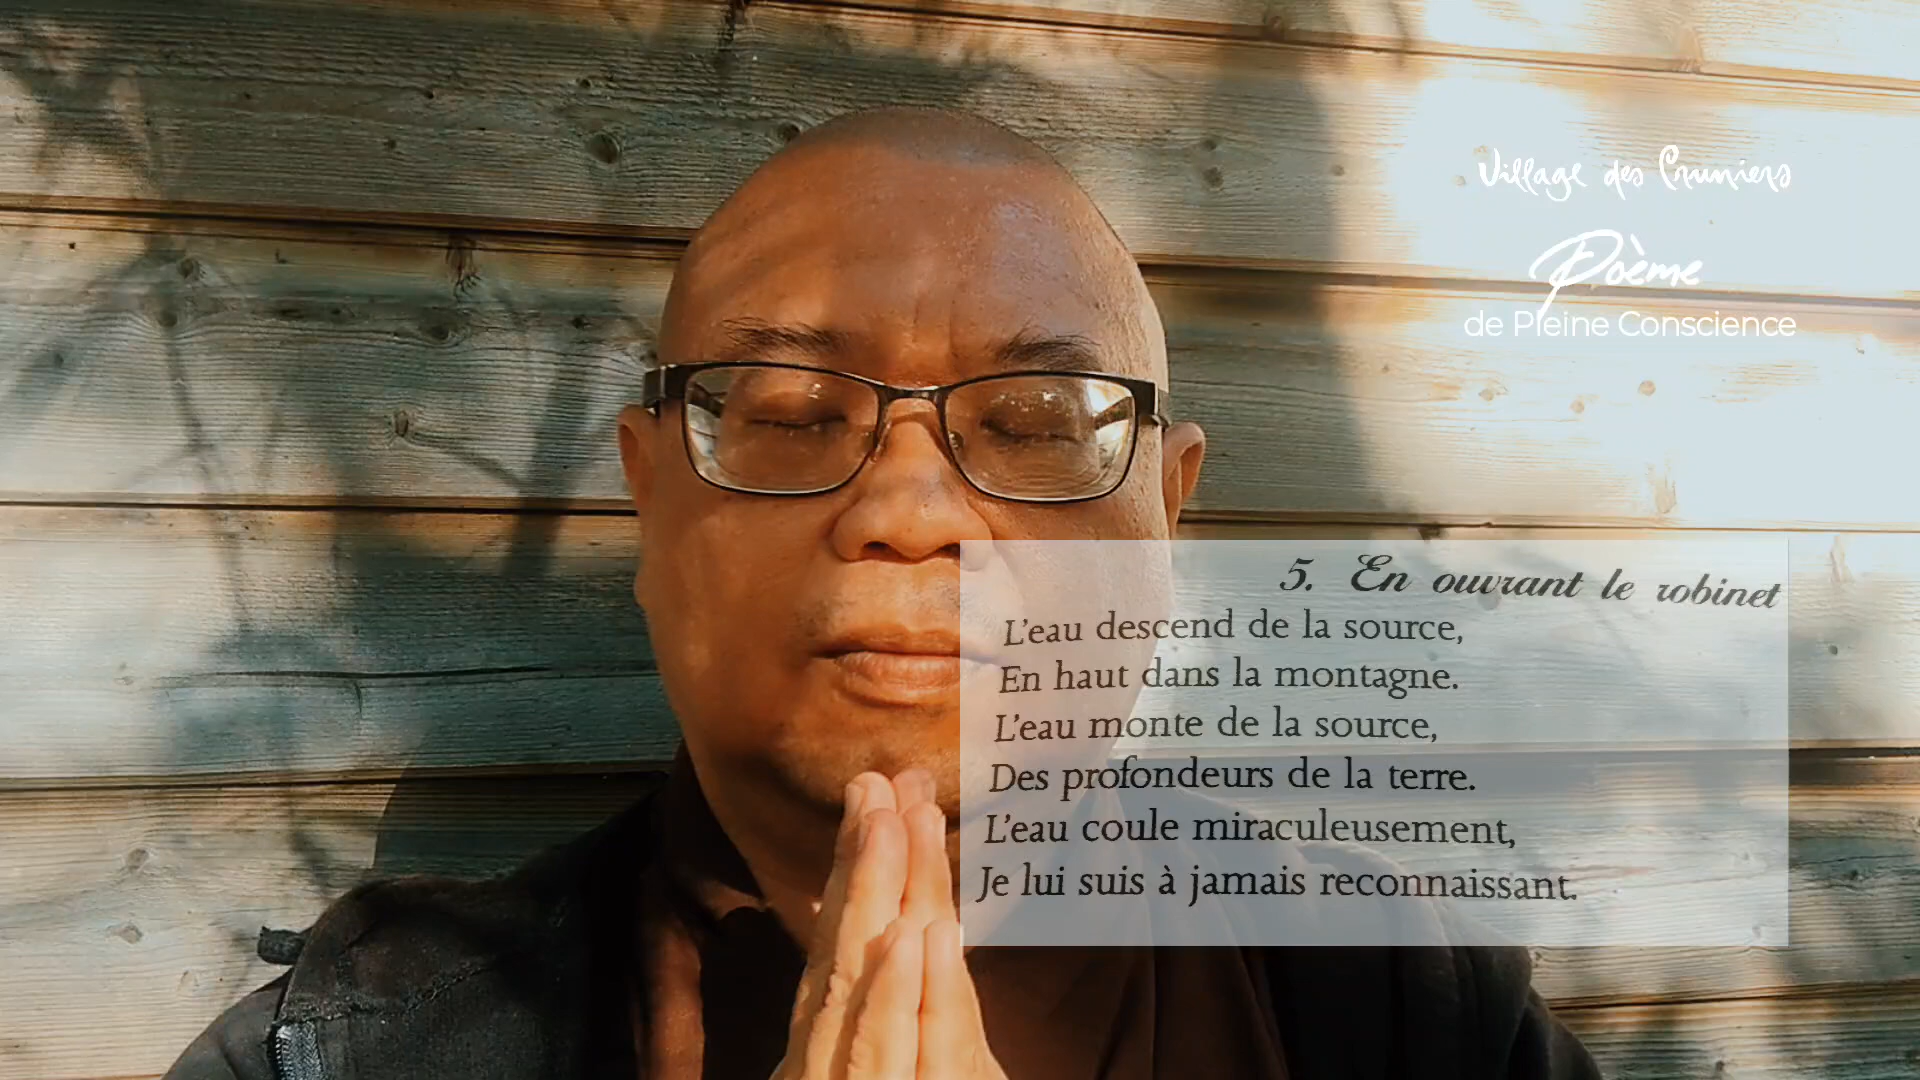 Village des Pruniers
Poème
de Pleine Conscience
5. En ouvrant le robinet
L'eau descend de la source,
En haut dans la montagne.
L'eau monte de la source,
Des profondeurs de la terre.
L'eau coule miraculeusement,
Je lui suis à jamais reconnaissant.